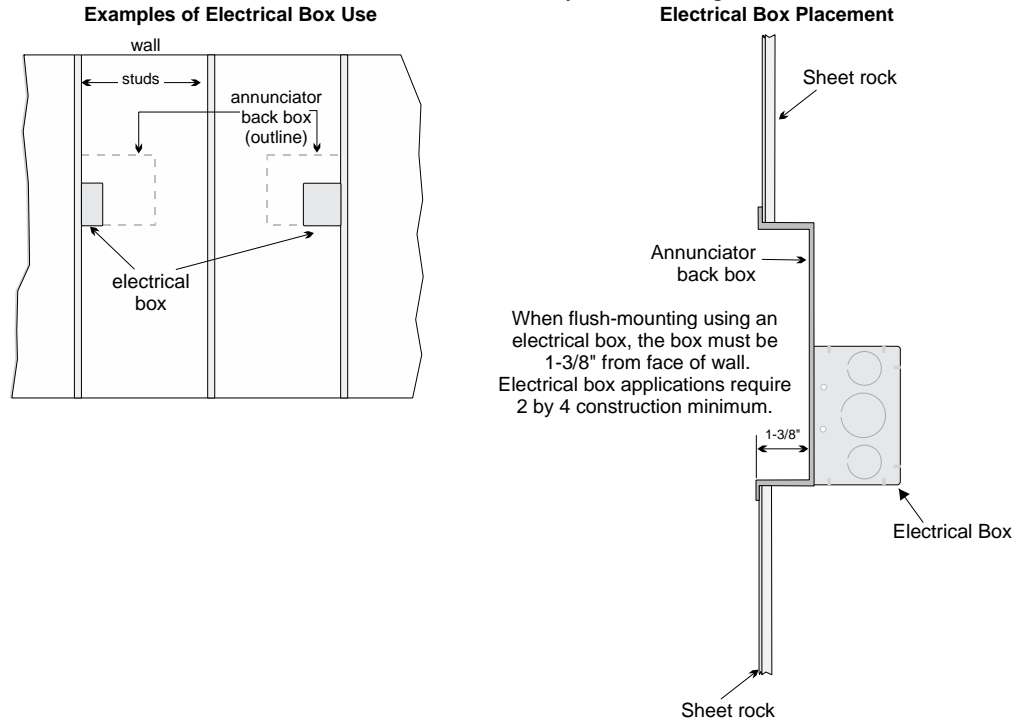 Examples of Electrical Box Use
wall
studs
annunciator
back box
(outline)
electrical
box
Electrical Box Placement
Sheet rock
Annunciator
back box
When flush-mounting using an
electrical box, the box must be
1-3/8" from face of wall.
Electrical box applications require
2 by 4 construction minimum.
1-3/8"
Electrical Box
Sheet rock